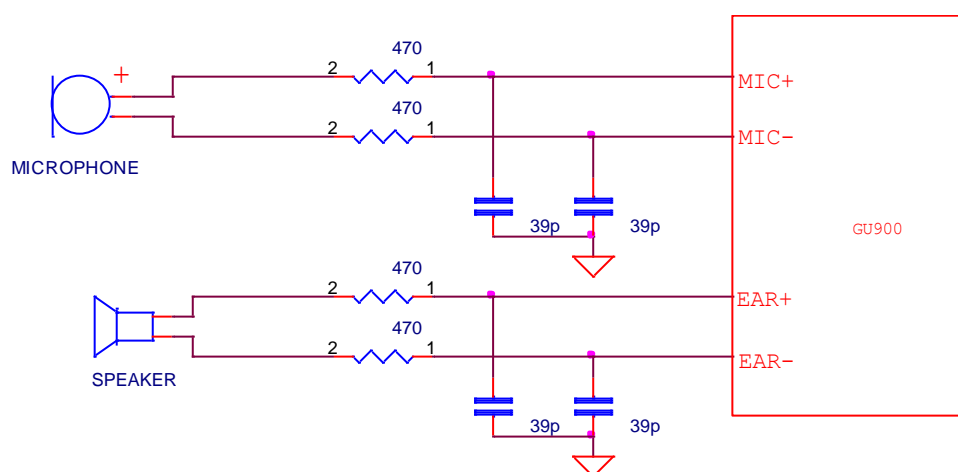 470
2 1
+
MIC+
470
2 1
MIC-
MICROPHONE
39p 39p
GU900
470
2 1
EAR+
470
2 1
EAR-
SPEAKER
39p 39p